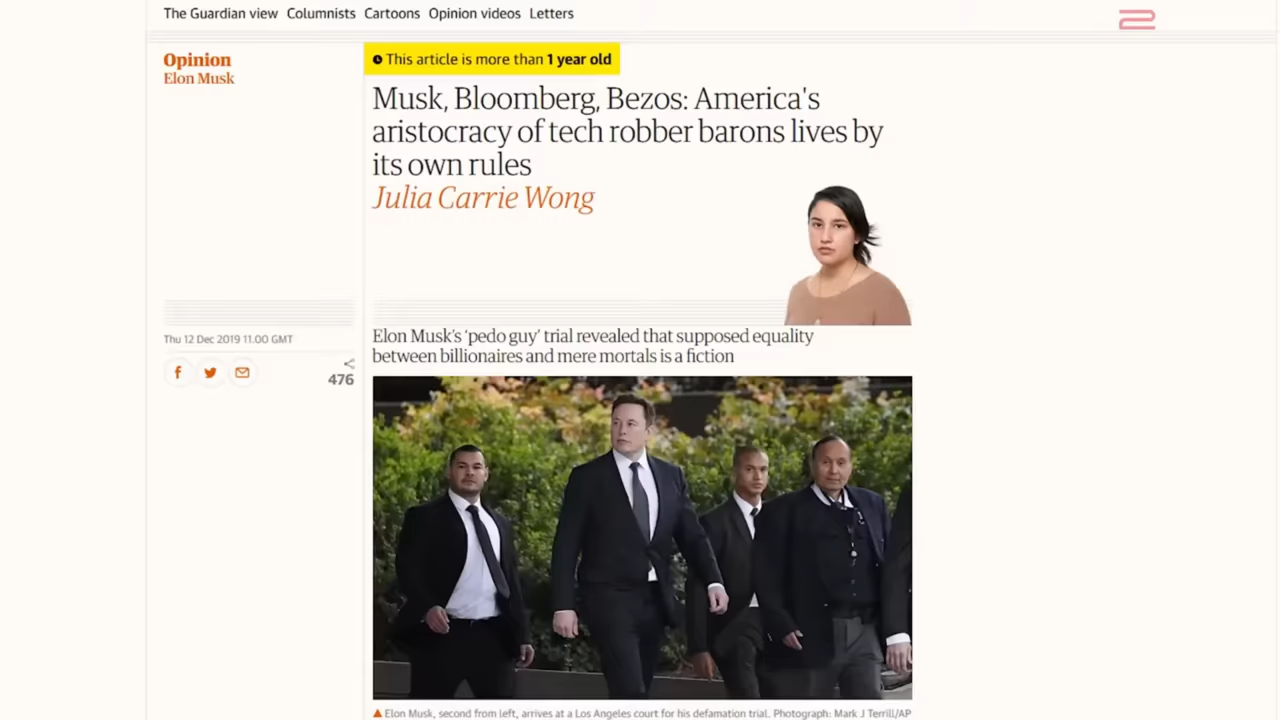 The Guardian view Columnists Cartoons Opinion videos Letters
Opinion
Elon Musk
This article is more than 1 year old
Musk, Bloomberg, Bezos: America's
aristocracy of tech robber barons lives by
its own rules
Julia Carrie Wong
Elon Musk's ‘pedo guy’ trial revealed that supposed equality
between billionaires and mere mortals is a fiction
Thu 12 Dec 2019 11.00 GMT
476
Elon Musk, second from left, arrives at a Los Angeles court for his defamation trial. Photograph: Mark J Terrill/AP